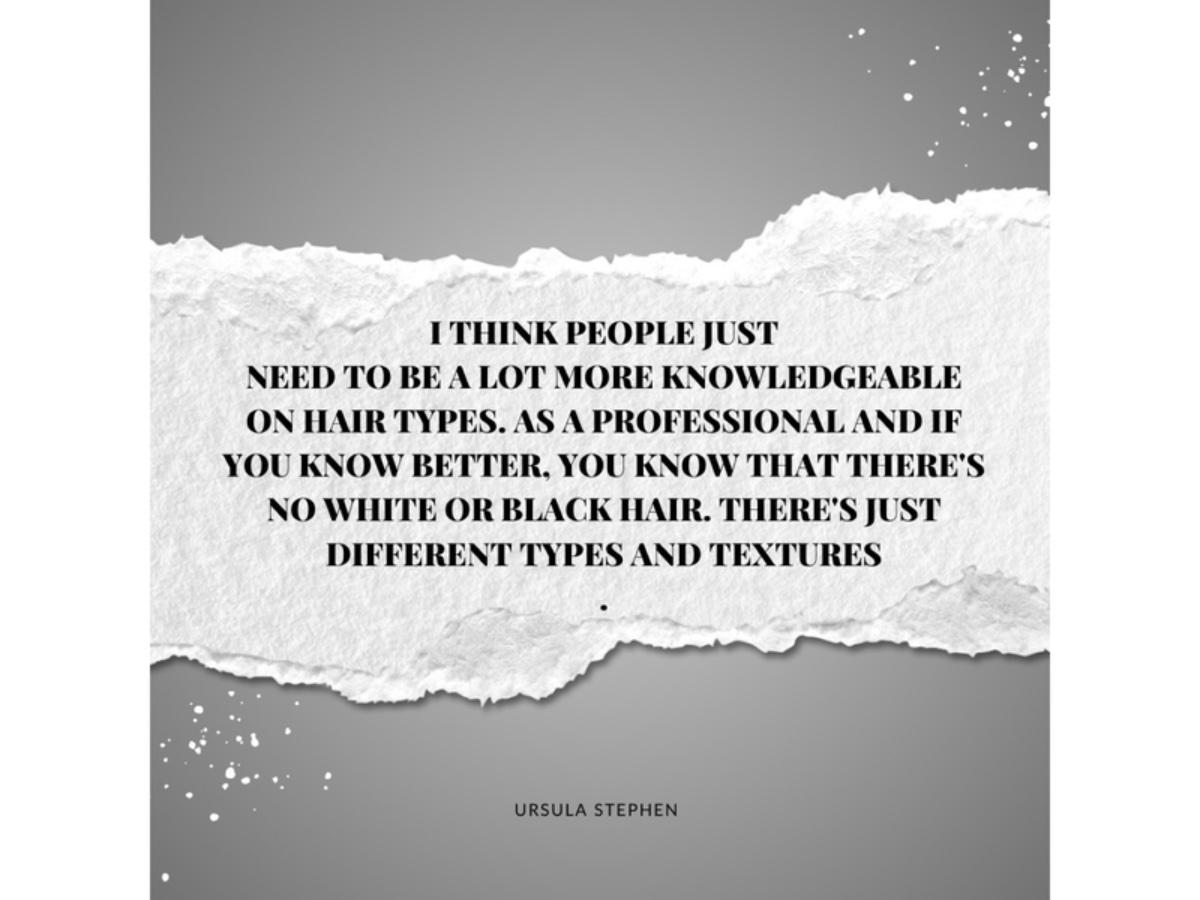 I THINK PEOPLE JUST
NEED TO BE A LOT MORE KNOWLEDGEABLE
ON HAIR TYPES. AS A PROFESSIONAL AND IF
YOU KNOW BETTER, YOU KNOW THAT THERE'S
NO WHITE OR BLACK HAIR. THERE'S JUST
DIFFERENT TYPES AND TEXTURES
.
URSULA STEPHEN